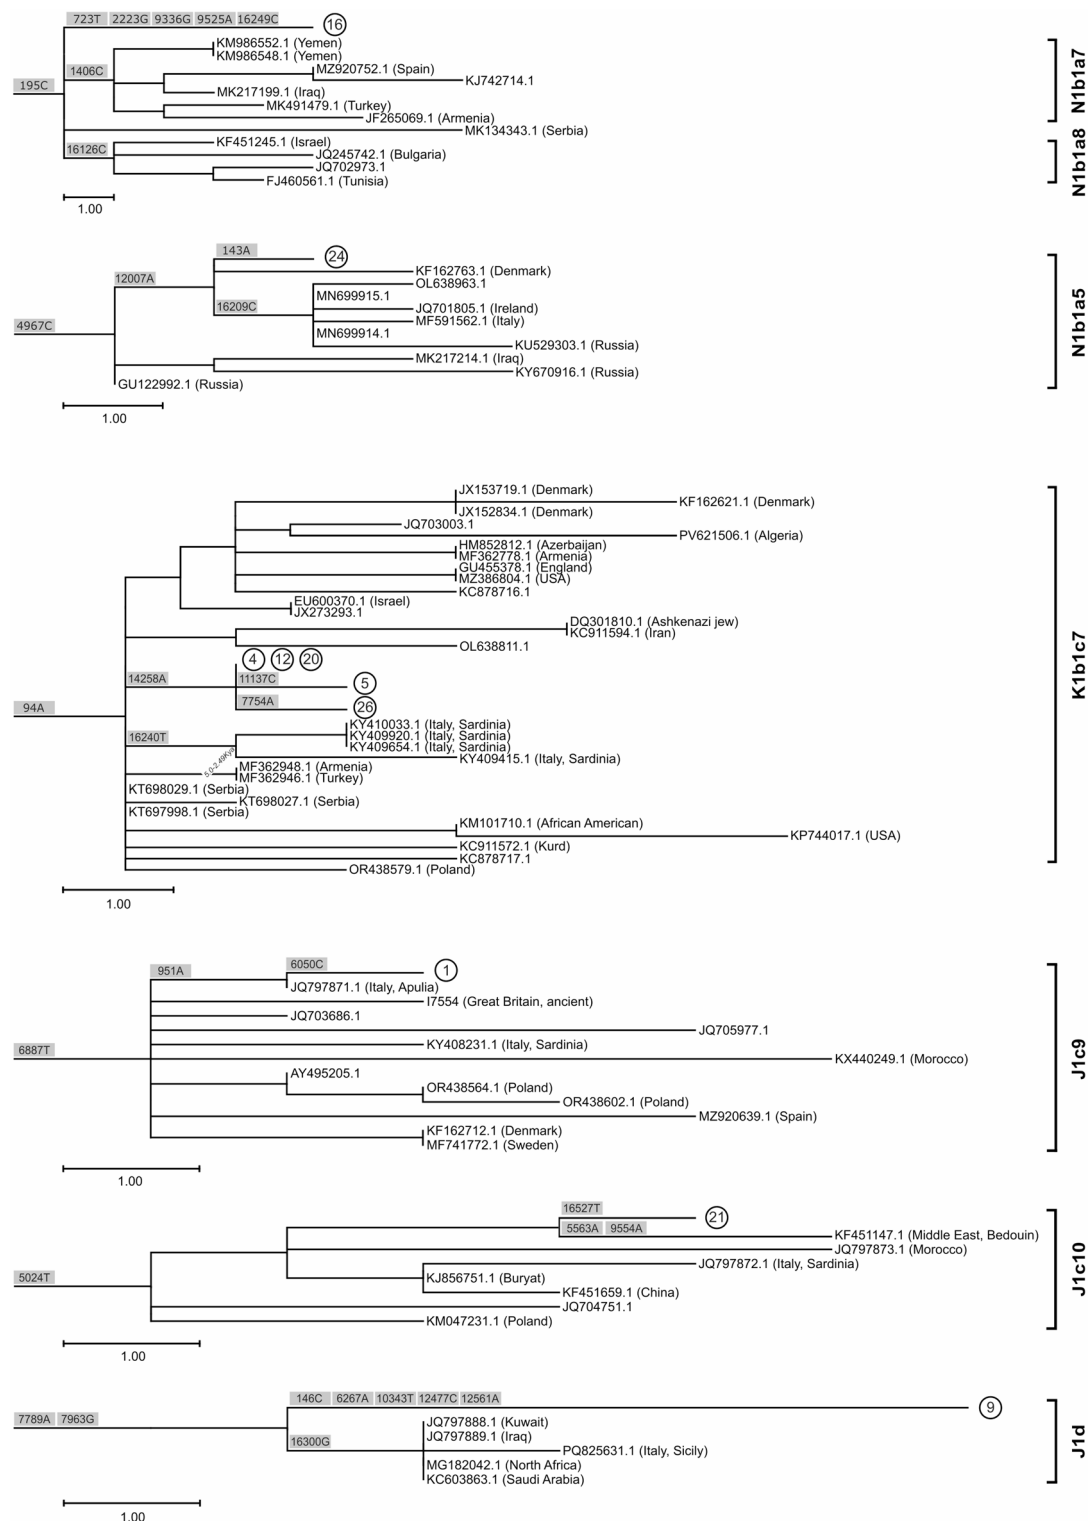 723T 2223G 9336G 9525A 16249C
16
KM986552.1 (Yemen)
KM986548.1 (Yemen)
1406C
MZ920752.1 (Spain)
KJ742714.1
195C
MK217199.1 (Iraq)
MK491479.1 (Turkey)
JF265069.1 (Armenia)
N1b1a7
MK134343.1 (Serbia)
16126C
KF451245.1 (Israel)
JQ245742.1 (Bulgaria)
JQ702973.1
FJ460561.1 (Tunisia)
N1b1a8
1.00
143A
24
KF162763.1 (Denmark)
12007A
OL638963.1
MN699915.1
16209C
JQ701805.1 (Ireland)
MF591562.1 (Italy)
4967C
MN699914.1
KU529303.1 (Russia)
MK217214.1 (Iraq)
KY670916.1 (Russia)
GU122992.1 (Russia)
N1b1a5
1.00
JX153719.1 (Denmark)
KF162621.1 (Denmark)
JX152834.1 (Denmark)
JQ703003.1
PV621506.1 (Algeria)
HM852812.1 (Azerbaijan)
MF362778.1 (Armenia)
GU455378.1 (England)
MZ386804.1 (USA)
KC878716.1
EU600370.1 (Israel)
JX273293.1
DQ301810.1 (Ashkenazi jew)
KC911594.1 (Iran)
OL638811.1
4 12 20
14258A
11137C
5
7754A
26
94A
KY410033.1 (Italy, Sardinia)
KY409920.1 (Italy, Sardinia)
16240T
KY409654.1 (Italy, Sardinia)
KY409415.1 (Italy, Sardinia)
5.0-2.49Kya
MF362948.1 (Armenia)
MF362946.1 (Turkey)
KT698029.1 (Serbia)
KT698027.1 (Serbia)
KT697998.1 (Serbia)
KM101710.1 (African American)
KP744017.1 (USA)
KC911572.1 (Kurd)
KC878717.1
OR438579.1 (Poland)
K1b1c7
1.00
6050C
951A
1
JQ797871.1 (Italy, Apulia)
I7554 (Great Britain, ancient)
JQ703686.1
JQ705977.1
KY408231.1 (Italy, Sardinia)
6887T
KX440249.1 (Morocco)
AY495205.1
OR438564.1 (Poland)
OR438602.1 (Poland)
MZ920639.1 (Spain)
KF162712.1 (Denmark)
MF741772.1 (Sweden)
J1c9
1.00
16527T
21
5563A 9554A
KF451147.1 (Middle East, Bedouin)
JQ797873.1 (Morocco)
JQ797872.1 (Italy, Sardinia)
5024T
KJ856751.1 (Buryat)
KF451659.1 (China)
JQ704751.1
KM047231.1 (Poland)
J1c10
1.00
146C 6267A 10343T 12477C 12561A
9
7789A 7963G
JQ797888.1 (Kuwait)
JQ797889.1 (Iraq)
16300G
PQ825631.1 (Italy, Sicily)
MG182042.1 (North Africa)
KC603863.1 (Saudi Arabia)
J1d
1.00